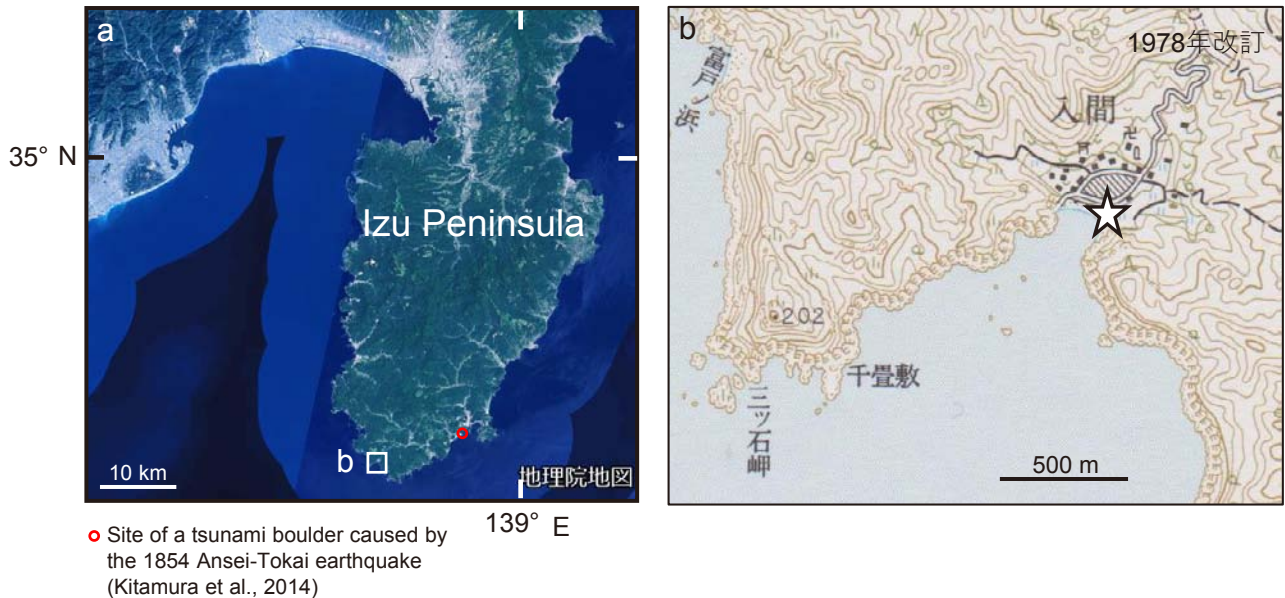 a
35° N
Izu Peninsula
b
10 km
地理院地図
139° E
Site of a tsunami boulder caused by
the 1854 Ansei-Tokai earthquake
(Kitamura et al., 2014)
b
1978年改訂
富戸ノ浜
200
入間
202
千畳敷
三ッ石岬
500 m